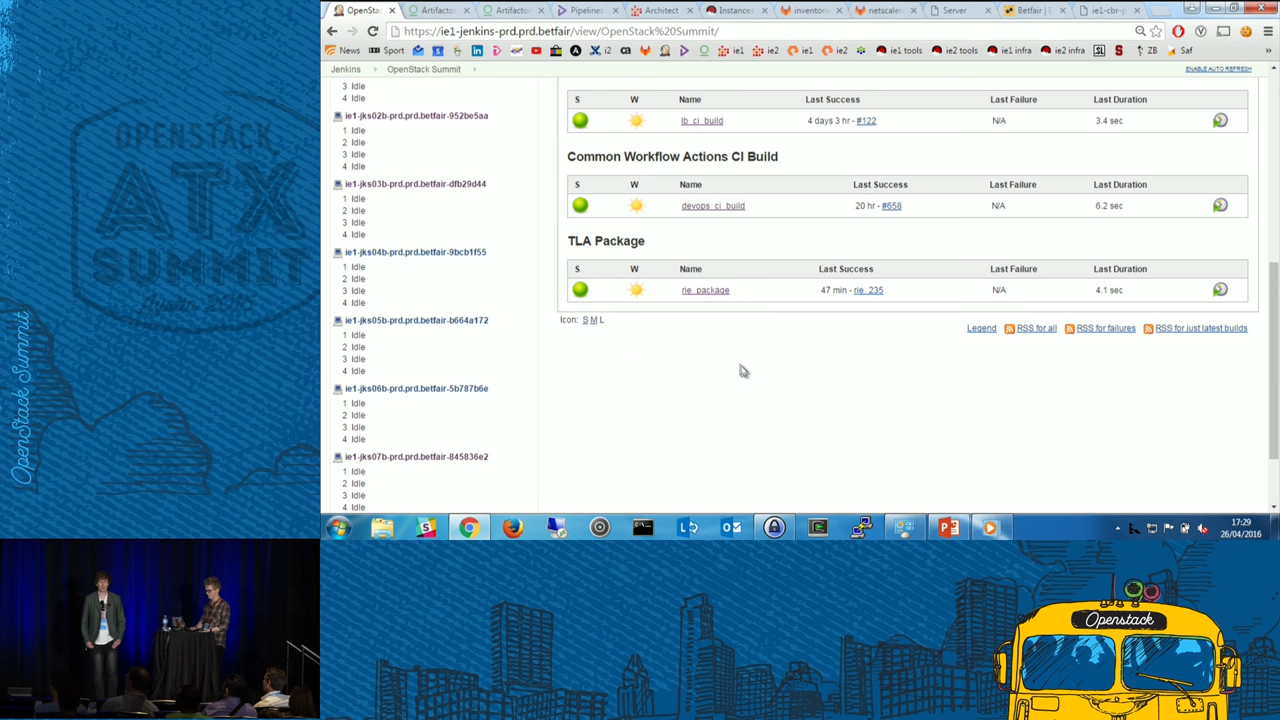 OPENSTACK
ATX
SUMMIT
OpenStack Summit
OpenStac
Artifactor
Artifactor
Pipelines
Architect
Instances
inventory
netscaler
Server
Betfair | D
ie1-cbr-p
https://ie1-jenkins-prd.prd.betfair/view/OpenStack%20Summit/
News Sport i2 ie1 ie2 ie1 ie2 ie1 tools ie2 tools ie1 infra ie2 infra ZB Saf »
Jenkins OpenStack Summit
ENABLE AUTO REFRESH
3 Idle
4 Idle
ie1-jks02b-prd.prd.betfair-952be5aa
1 Idle
2 Idle
3 Idle
4 Idle
ie1-jks03b-prd.prd.betfair-dfb29d44
1 Idle
2 Idle
3 Idle
4 Idle
ie1-jks04b-prd.prd.betfair-9bcb1f55
1 Idle
2 Idle
3 Idle
4 Idle
ie1-jks05b-prd.prd.betfair-b664a172
1 Idle
2 Idle
3 Idle
4 Idle
ie1-jks06b-prd.prd.betfair-5b787b6e
1 Idle
2 Idle
3 Idle
4 Idle
ie1-jks07b-prd.prd.betfair-845836e2
1 Idle
2 Idle
3 Idle
4 Idle
S W Name Last Success Last Failure Last Duration
lb_ci_build 4 days 3 hr - #122 N/A 3.4 sec
Common Workflow Actions CI Build
S W Name Last Success Last Failure Last Duration
devops_ci_build 20 hr - #658 N/A 6.2 sec
TLA Package
S W Name Last Success Last Failure Last Duration
rie_package 47 min - rie_235 N/A 4.1 sec
Icon: S M L
Legend RSS for all RSS for failures RSS for just latest builds
17:29
26/04/2016
Openstack